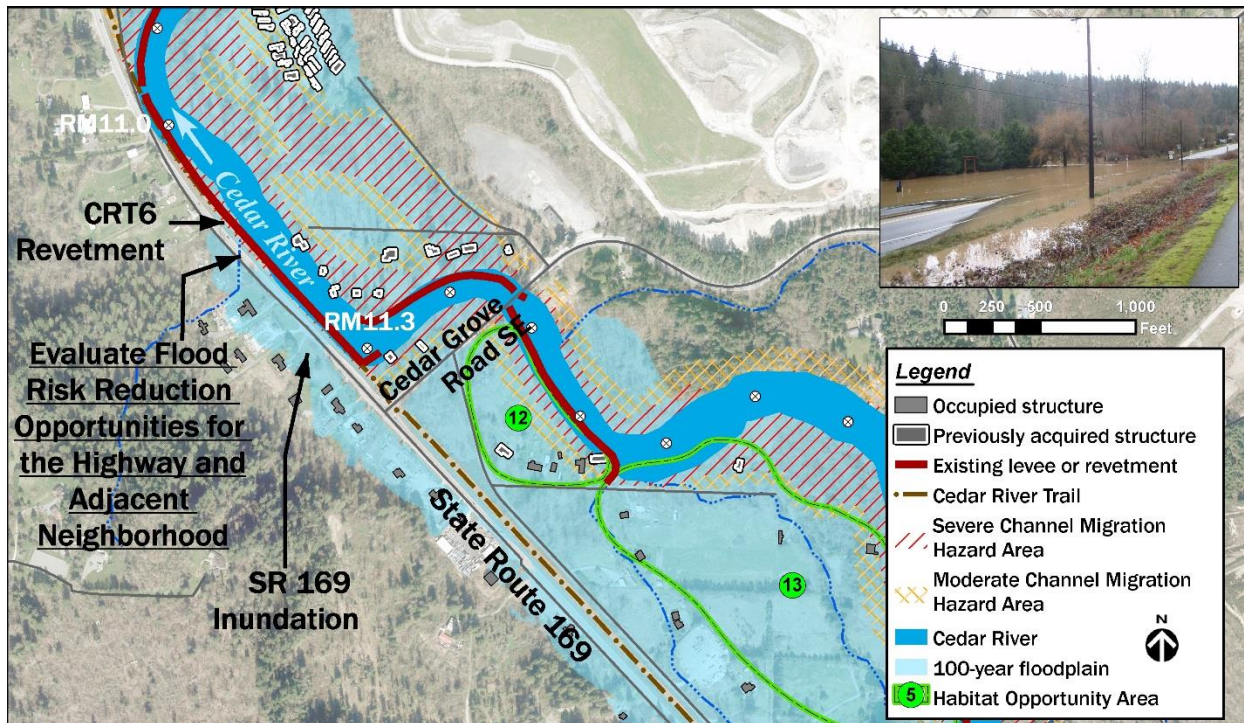 RM11.0
CRT6
Revetment
Cedar River
RM11.3
Cedar Grove
Road SE
Evaluate Flood
Risk Reduction
Opportunities for
the Highway and
Adjacent
Neighborhood
SR 169
Inundation
State Route 169
12
13
0 250 500 1,000
Feet
Legend
Occupied structure
Previously acquired structure
Existing levee or revetment
Cedar River Trail
Severe Channel Migration
Hazard Area
Moderate Channel Migration
Hazard Area
N
Cedar River
100-year floodplain
5 Habitat Opportunity Area